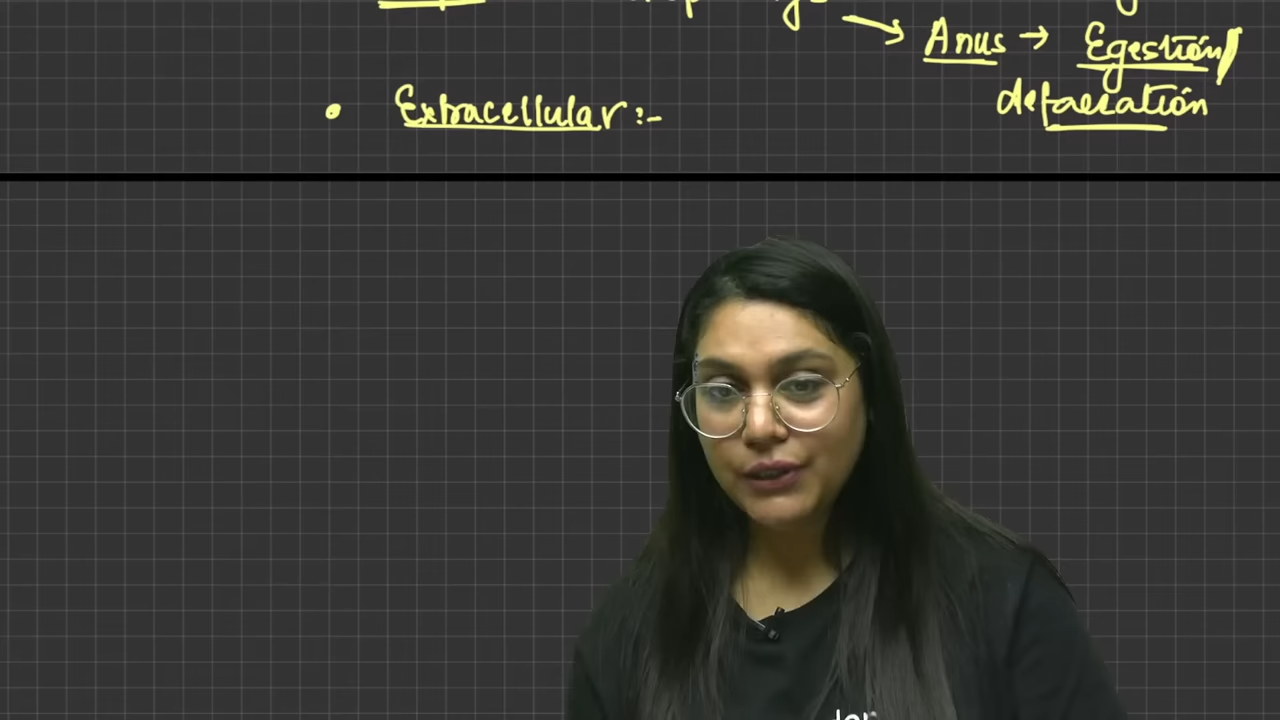 Anus → Egestion/
defaecation
• Extracellular :-